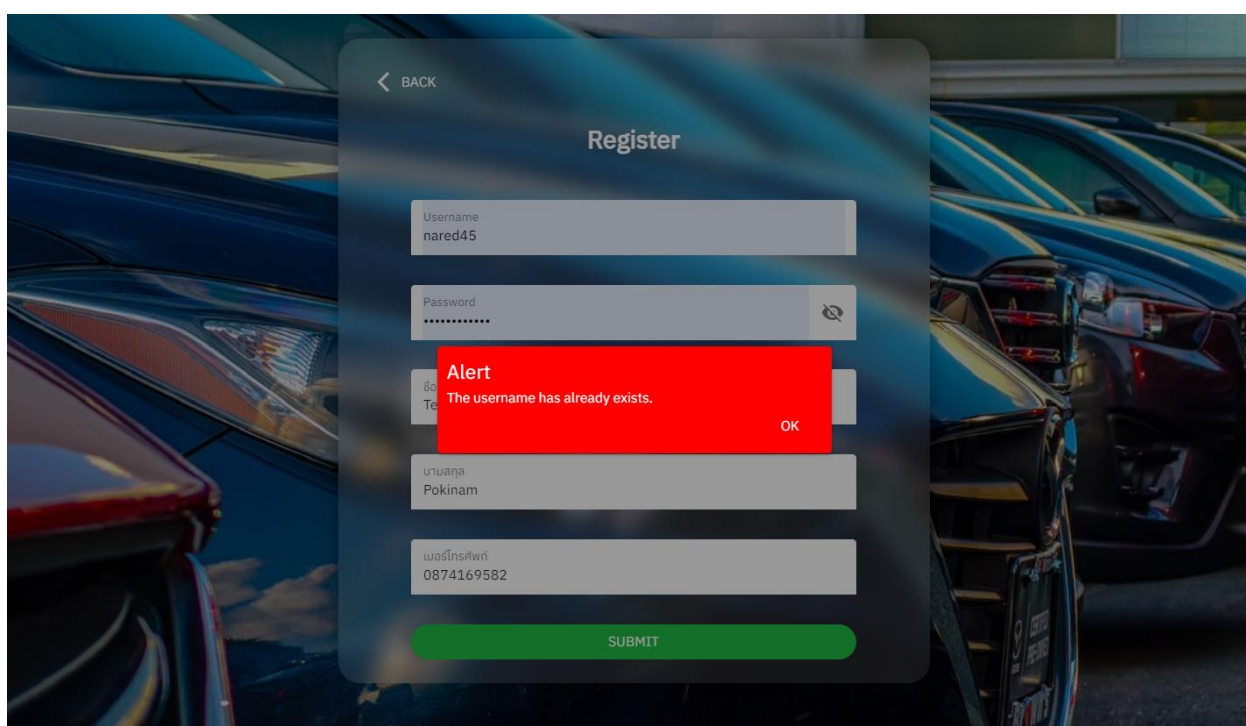 BACK
Register
Username
nared45
Password
Alert
The username has already exists.
OK
นามสกุล
Pokinam
เบอร์โทรศัพท์
0874169582
SUBMIT